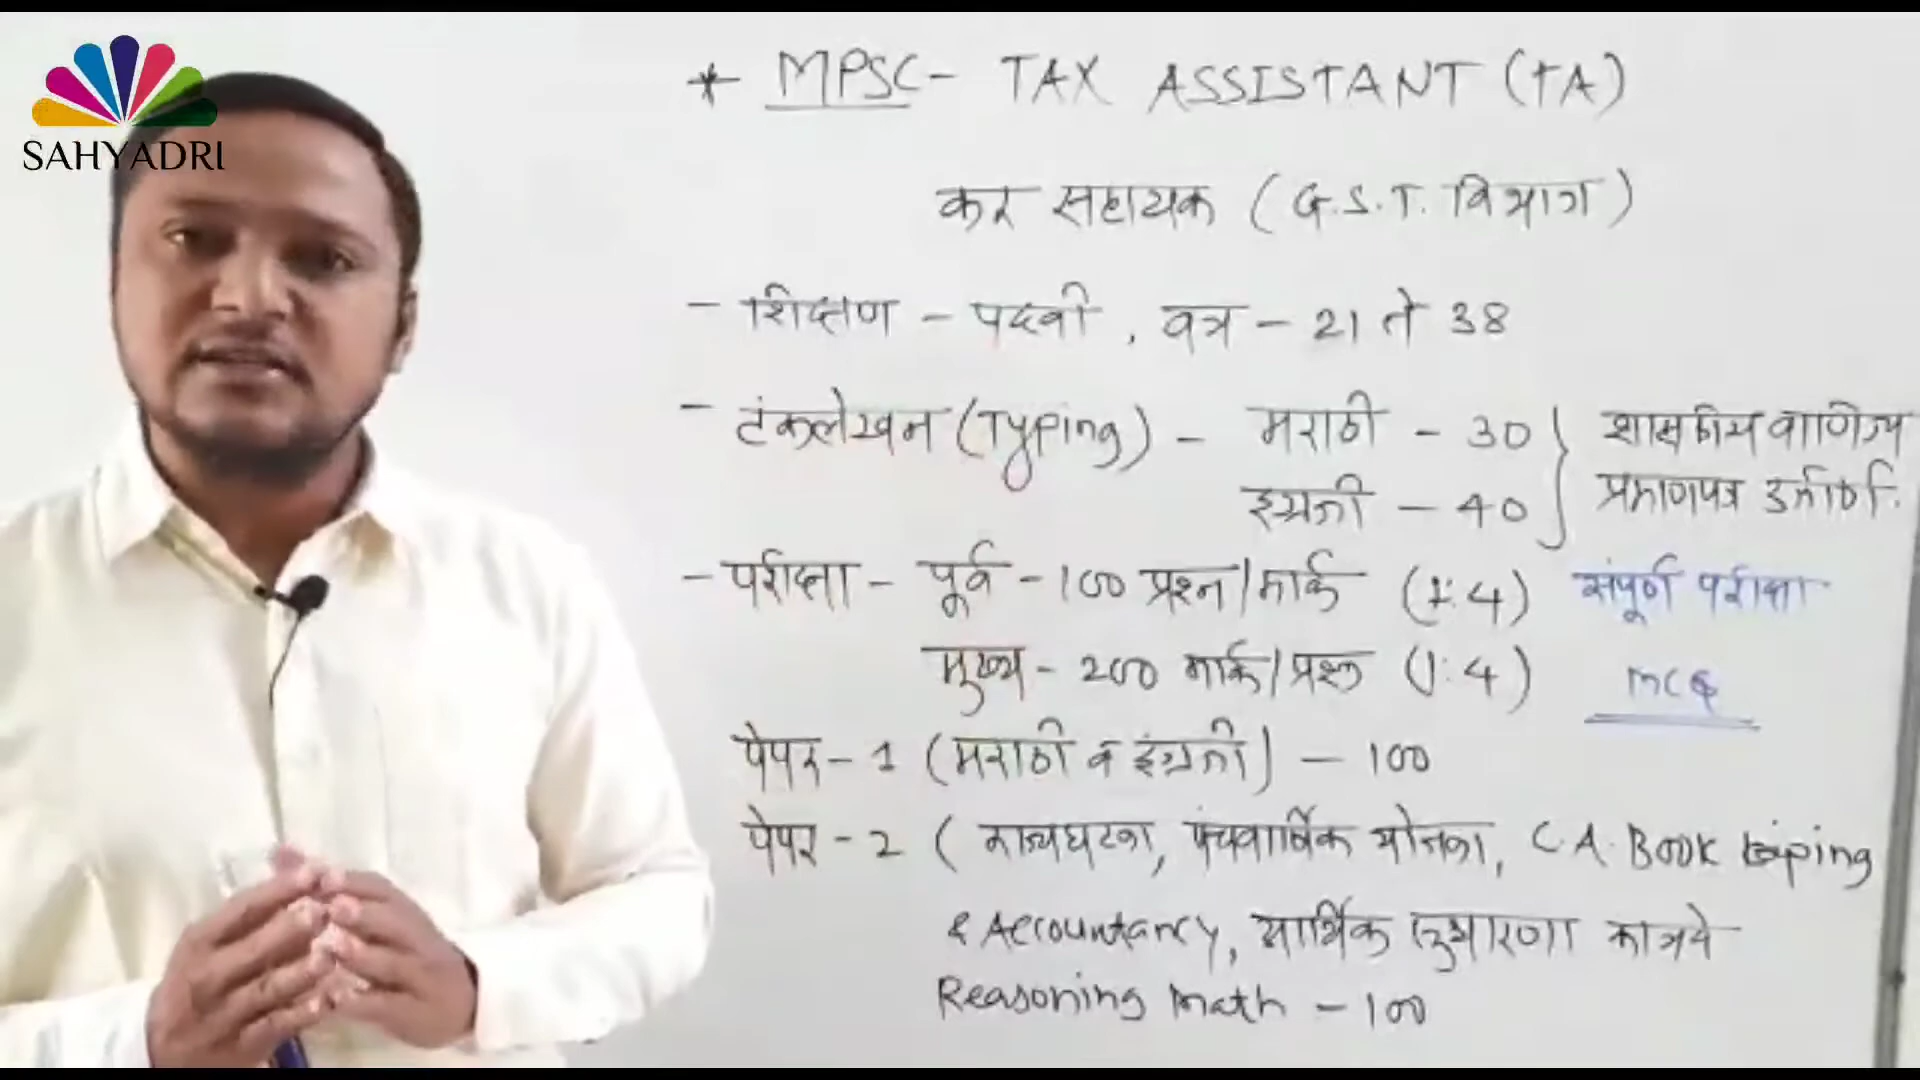 SAHYADRI
* MPSC - TAX ASSISTANT (TA)
कर सहायक (G.S.T. विभाग)
- शिक्षण - पदवी, वय - 21 ते 38
- टंकलेखन (Typing) - मराठी - 30 } शासकीय वाणिज्य
इंग्रजी - 40 } प्रमाणपत्र उत्तीर्ण.
- परीक्षा - पूर्व - 100 प्रश्न/मार्क (1:4) संपूर्ण परीक्षा
मुख्य - 200 मार्क/प्रश्न (1:4) MCQ
पेपर - 1 (मराठी व इंग्रजी) - 100
पेपर - 2 (राज्यघटना, पंचवार्षिक योजना, C.A. Book keiping
& Accountancy, आर्थिक सुधारणा कायदे
Reasoning math - 100